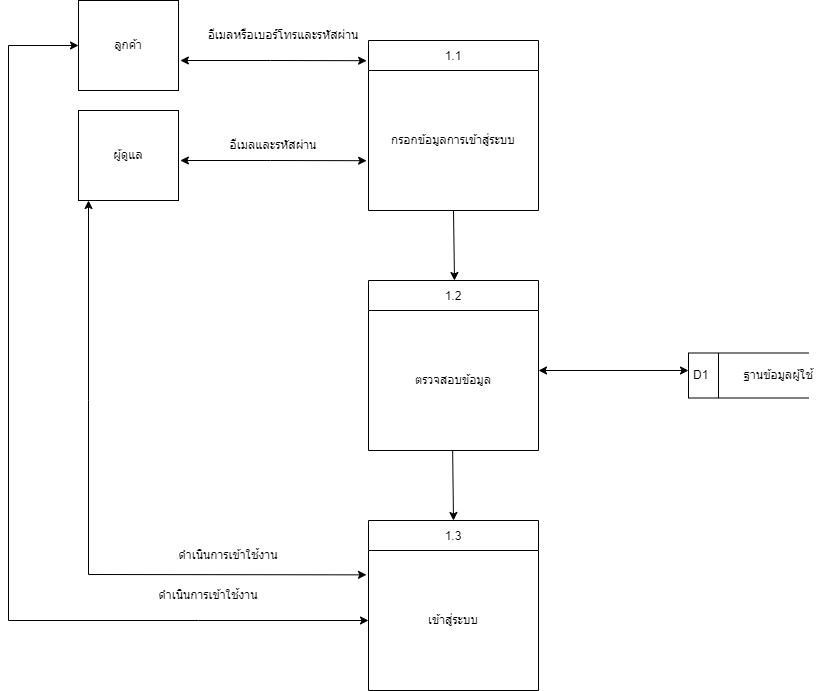 ลูกค้า
อีเมลหรือเบอร์โทรและรหัสผ่าน
1.1
กรอกข้อมูลการเข้าสู่ระบบ
ผู้ดูแล
อีเมลและรหัสผ่าน
1.2
ตรวจสอบข้อมูล
D1
ฐานข้อมูลผู้ใช้
1.3
ดำเนินการเข้าใช้งาน
ดำเนินการเข้าใช้งาน
เข้าสู่ระบบ